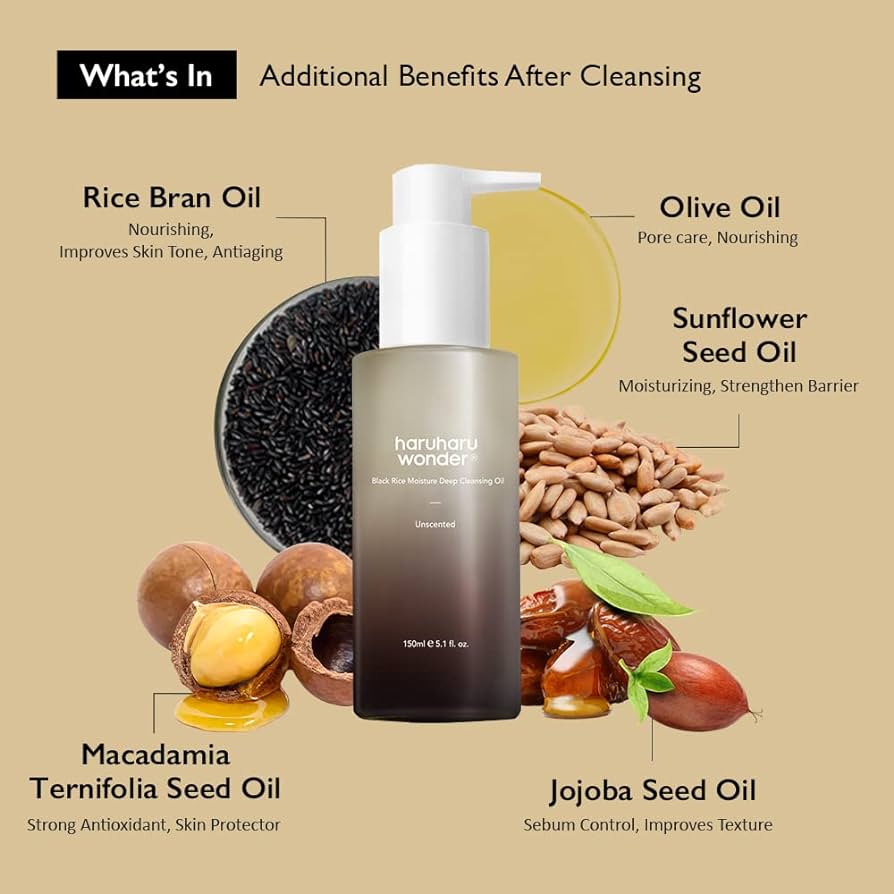 What's In
Additional Benefits After Cleansing
Rice Bran Oil
Nourishing,
Improves Skin Tone, Antiaging
Olive Oil
Pore care, Nourishing
Sunflower
Seed Oil
Moisturizing, Strengthen Barrier
haruharu
wonder®
Black Rice Moisture Deep Cleansing Oil
Unscented
150ml ℮ 5.1 fl. oz.
Macadamia
Ternifolia Seed Oil
Strong Antioxidant, Skin Protector
Jojoba Seed Oil
Sebum Control, Improves Texture